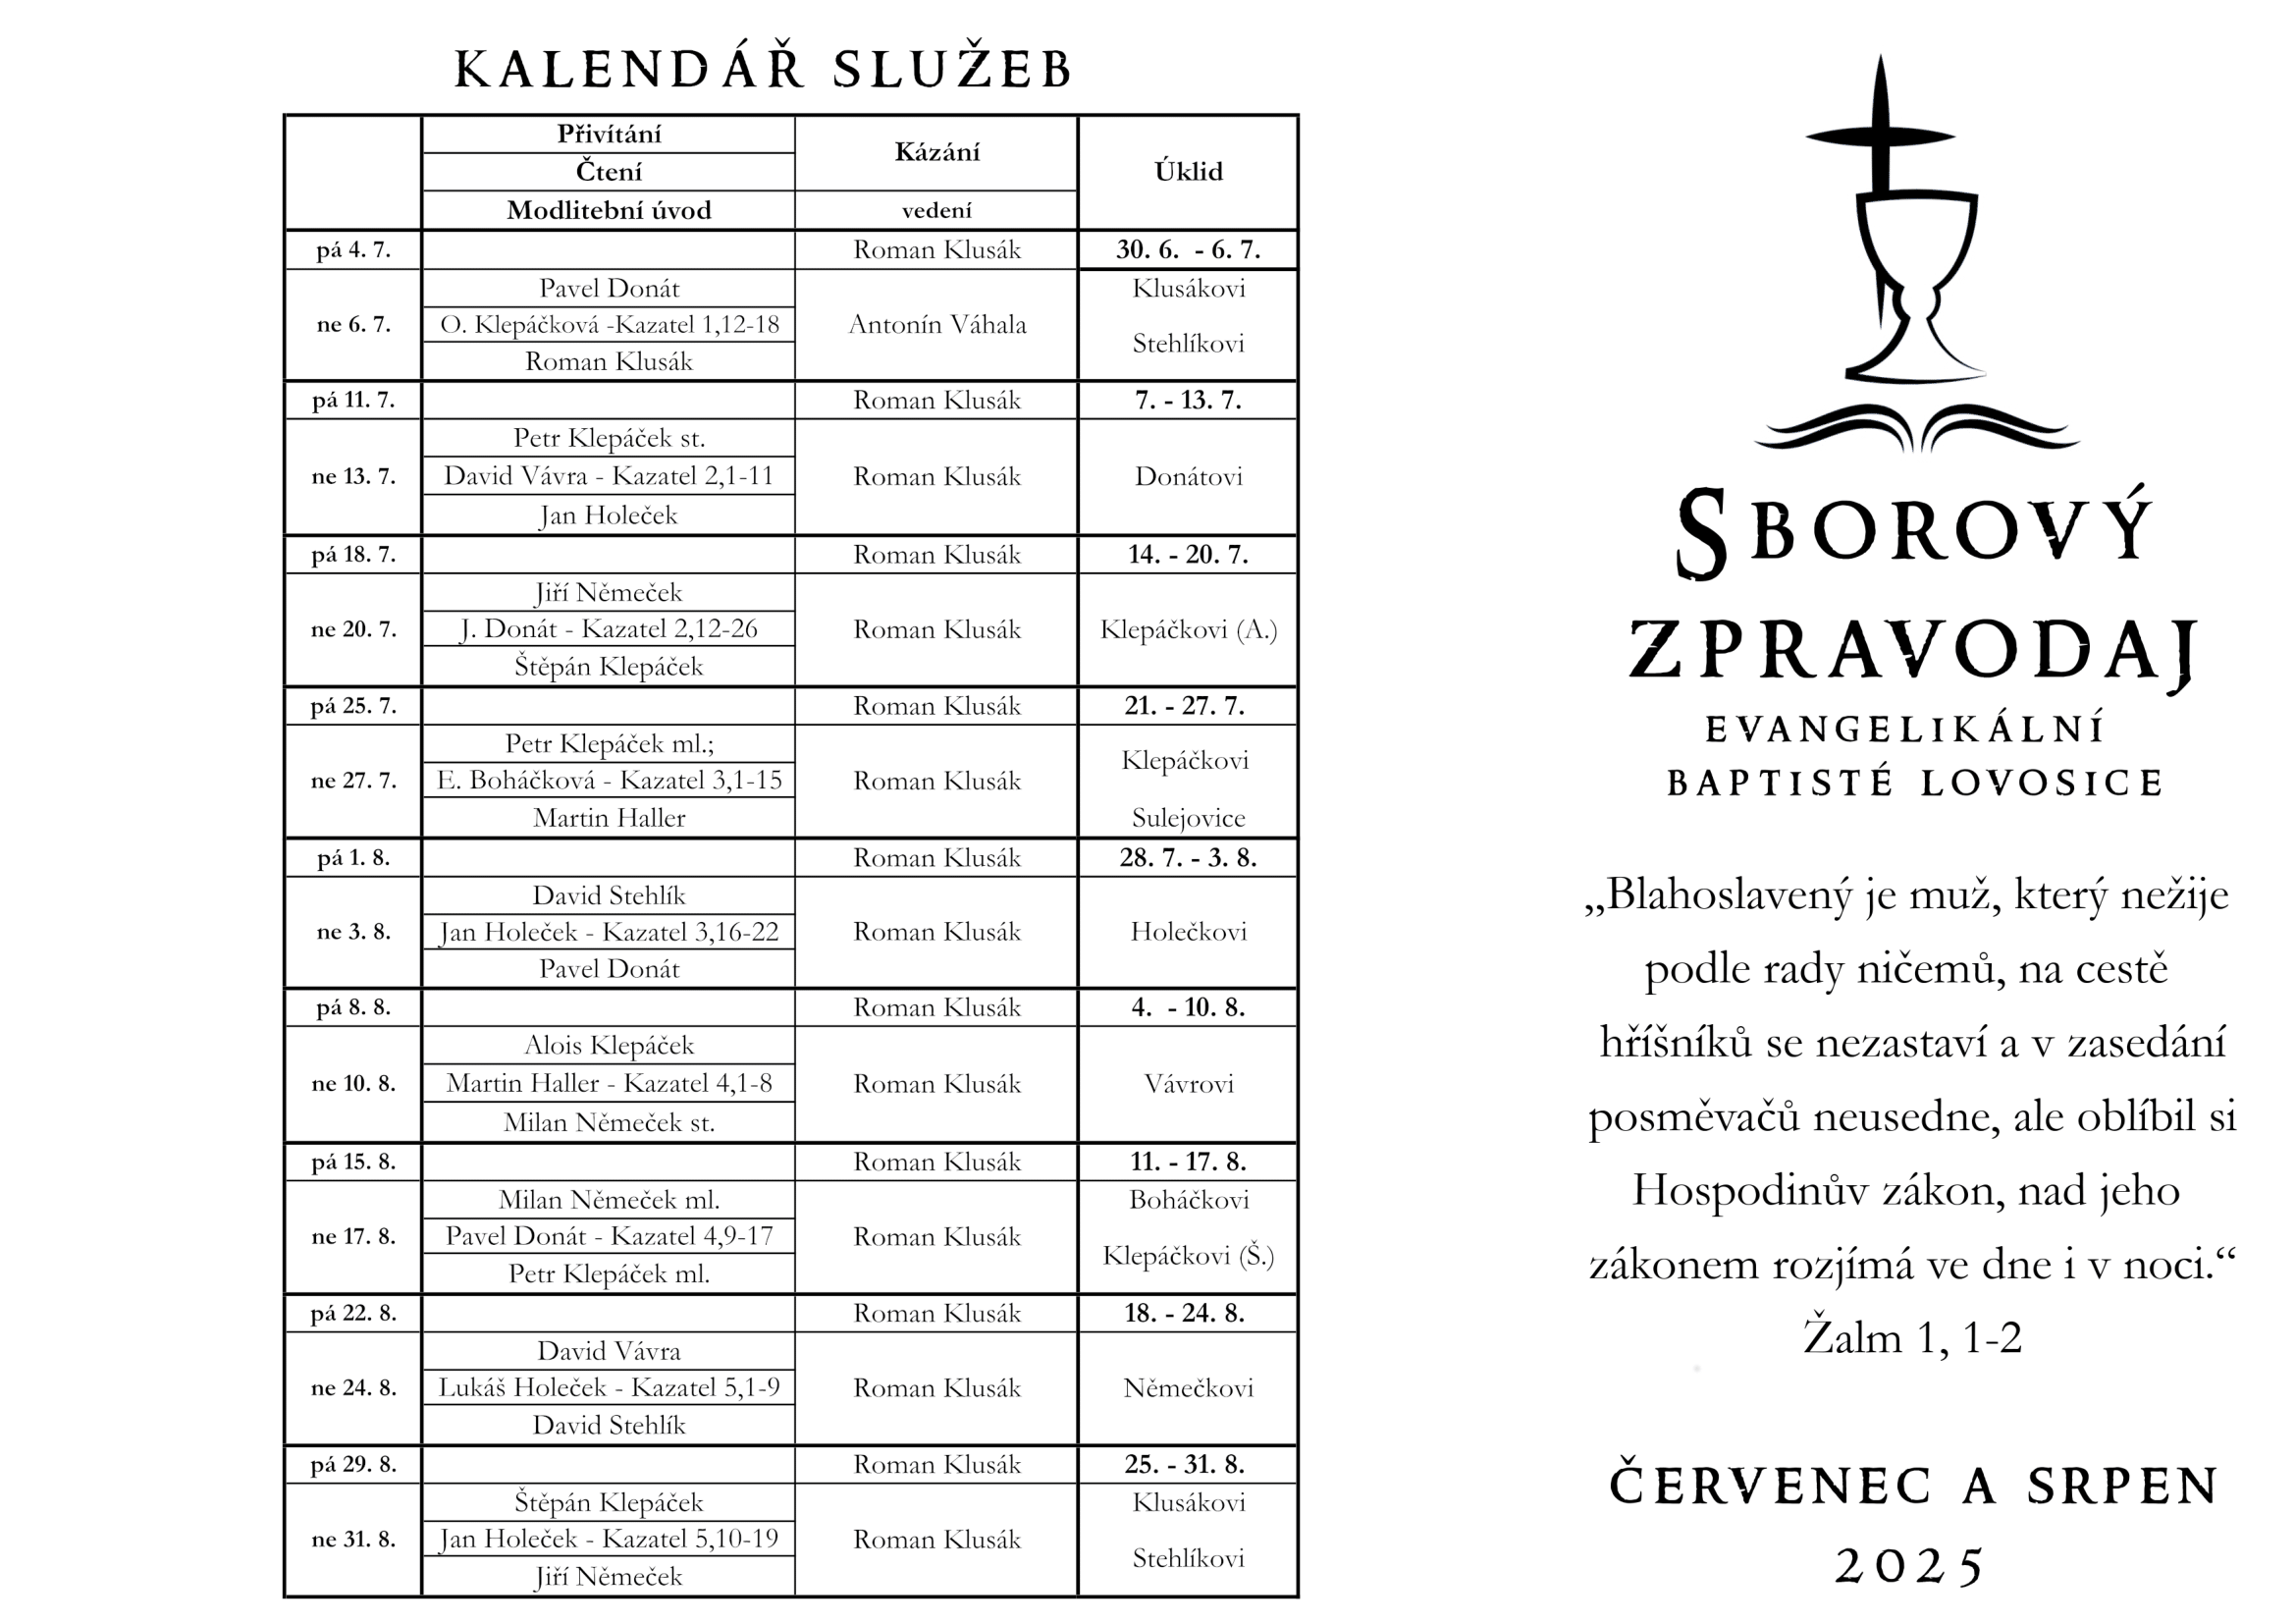 KALENDÁŘ SLUŽEB
Přivítání
Čtení
Modlitební úvod
Kázání
vedení
Úklid
pá 4. 7.
Roman Klusák
30. 6.  - 6. 7.
ne 6. 7.
Pavel Donát
O. Klepáčková -Kazatel 1,12-18
Roman Klusák
Antonín Váhala
Klusákovi
Stehlíkovi
pá 11. 7.
Roman Klusák
7. - 13. 7.
ne 13. 7.
Petr Klepáček st.
David Vávra - Kazatel 2,1-11
Jan Holeček
Roman Klusák
Donátovi
pá 18. 7.
Roman Klusák
14. - 20. 7.
ne 20. 7.
Jiří Němeček
J. Donát - Kazatel 2,12-26
Štěpán Klepáček
Roman Klusák
Klepáčkovi (A.)
pá 25. 7.
Roman Klusák
21. - 27. 7.
ne 27. 7.
Petr Klepáček ml.;
E. Boháčková - Kazatel 3,1-15
Martin Haller
Roman Klusák
Klepáčkovi
Sulejovice
pá 1. 8.
Roman Klusák
28. 7. - 3. 8.
ne 3. 8.
David Stehlík
Jan Holeček - Kazatel 3,16-22
Pavel Donát
Roman Klusák
Holečkovi
pá 8. 8.
Roman Klusák
4.  - 10. 8.
ne 10. 8.
Alois Klepáček
Martin Haller - Kazatel 4,1-8
Milan Němeček st.
Roman Klusák
Vávrovi
pá 15. 8.
Roman Klusák
11. - 17. 8.
ne 17. 8.
Milan Němeček ml.
Pavel Donát - Kazatel 4,9-17
Petr Klepáček ml.
Roman Klusák
Boháčkovi
Klepáčkovi (Š.)
pá 22. 8.
Roman Klusák
18. - 24. 8.
ne 24. 8.
David Vávra
Lukáš Holeček - Kazatel 5,1-9
David Stehlík
Roman Klusák
Němečkovi
pá 29. 8.
Roman Klusák
25. - 31. 8.
ne 31. 8.
Štěpán Klepáček
Jan Holeček - Kazatel 5,10-19
Jiří Němeček
Roman Klusák
Klusákovi
Stehlíkovi
SBOROVÝ
ZPRAVODAJ
EVANGELIKÁLNÍ
BAPTISTÉ LOVOSICE
„Blahoslavený je muž, který nežije
podle rady ničemů, na cestě
hříšníků se nezastaví a v zasedání
posměvačů neusedne, ale oblíbil si
Hospodinův zákon, nad jeho
zákonem rozjímá ve dne i v noci.“
Žalm 1, 1-2
ČERVENEC A SRPEN
2025